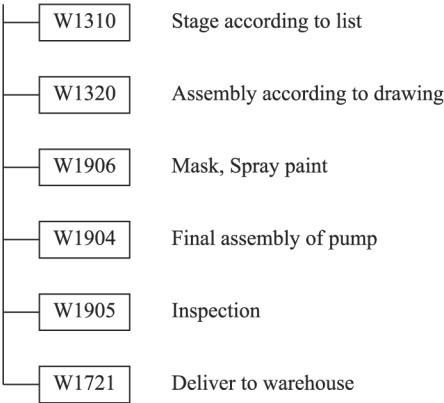 W1310 Stage according to list
W1320 Assembly according to drawing
W1906 Mask, Spray paint
W1904 Final assembly of pump
W1905 Inspection
W1721 Deliver to warehouse